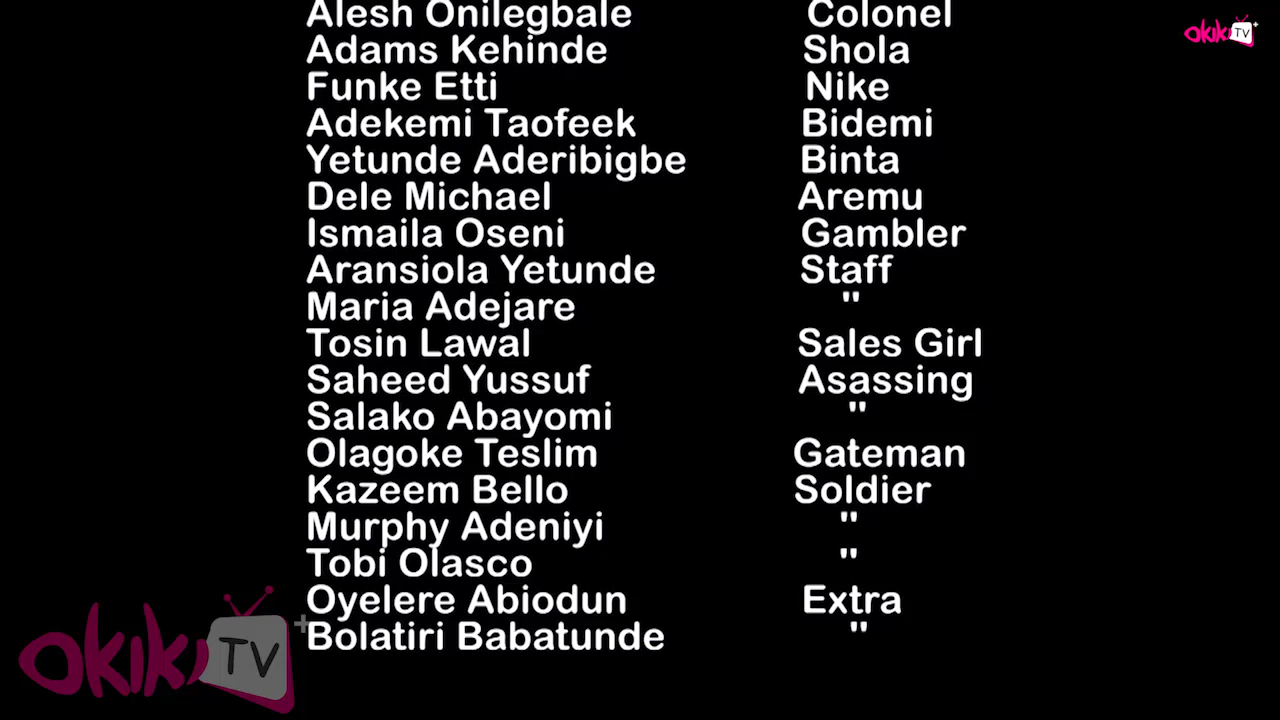 Alesh Onilegbale Colonel
Adams Kehinde Shola
Funke Etti Nike
Adekemi Taofeek Bidemi
Yetunde Aderibigbe Binta
Dele Michael Aremu
Ismaila Oseni Gambler
Aransiola Yetunde Staff
Maria Adejare "
Tosin Lawal Sales Girl
Saheed Yussuf Asassing
Salako Abayomi "
Olagoke Teslim Gateman
Kazeem Bello Soldier
Murphy Adeniyi "
Tobi Olasco "
Oyelere Abiodun Extra
Bolatiri Babatunde "
okiki TV+
okiki TV+